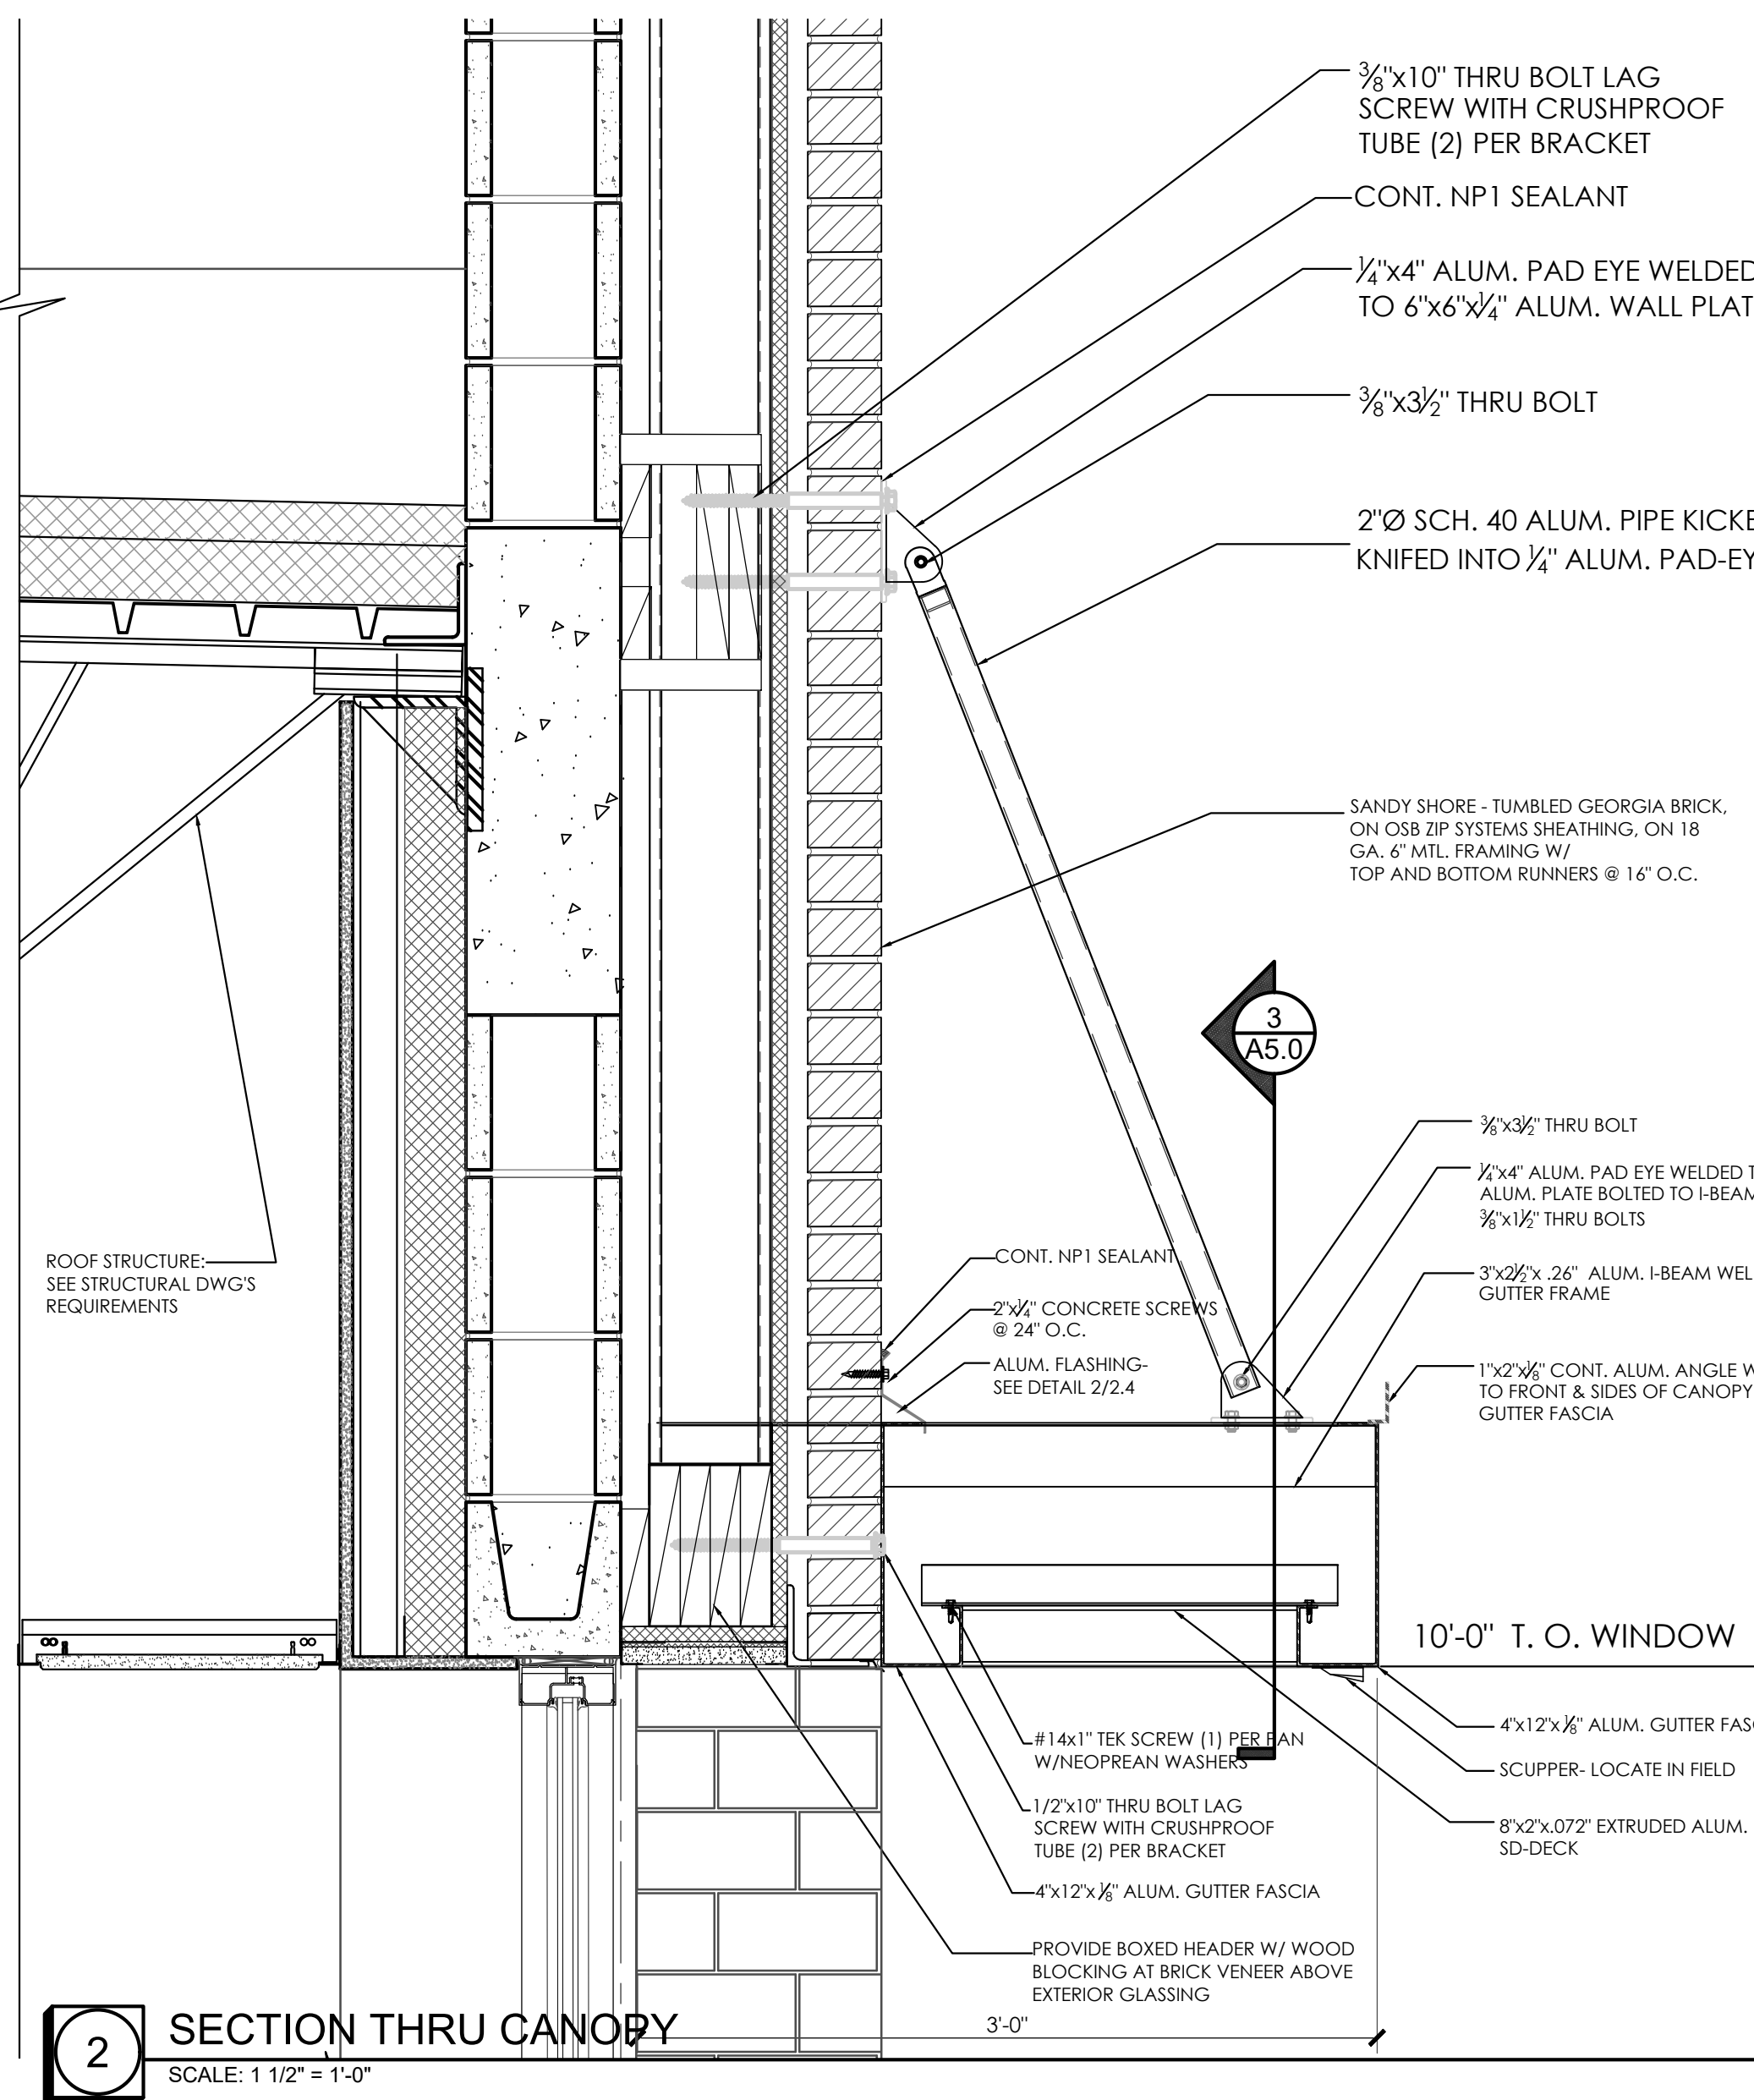 ⅜"x10" THRU BOLT LAG
SCREW WITH CRUSHPROOF
TUBE (2) PER BRACKET
CONT. NP1 SEALANT
¼"x4" ALUM. PAD EYE WELDED
TO 6"x6"x¼" ALUM. WALL PLAT
⅜"x3½" THRU BOLT
2"Ø SCH. 40 ALUM. PIPE KICKE
KNIFED INTO ¼" ALUM. PAD-EY
SANDY SHORE - TUMBLED GEORGIA BRICK,
ON OSB ZIP SYSTEMS SHEATHING, ON 18
GA. 6" MTL. FRAMING W/
TOP AND BOTTOM RUNNERS @ 16" O.C.
3
A5.0
⅜"x3½" THRU BOLT
¼"x4" ALUM. PAD EYE WELDED T
ALUM. PLATE BOLTED TO I-BEAM
⅜"x1½" THRU BOLTS
3"x2½"x .26" ALUM. I-BEAM WEL
GUTTER FRAME
1"x2"x⅛" CONT. ALUM. ANGLE W
TO FRONT & SIDES OF CANOPY
GUTTER FASCIA
ROOF STRUCTURE:
SEE STRUCTURAL DWG'S
REQUIREMENTS
CONT. NP1 SEALANT
2"x¼" CONCRETE SCREWS
@ 24" O.C.
ALUM. FLASHING-
SEE DETAIL 2/2.4
10'-0" T. O. WINDOW
4"x12"x⅛" ALUM. GUTTER FASC
SCUPPER- LOCATE IN FIELD
8"x2"x.072" EXTRUDED ALUM.
SD-DECK
#14x1" TEK SCREW (1) PER PAN
W/NEOPREAN WASHERS
1/2"x10" THRU BOLT LAG
SCREW WITH CRUSHPROOF
TUBE (2) PER BRACKET
4"x12"x⅛" ALUM. GUTTER FASCIA
PROVIDE BOXED HEADER W/ WOOD
BLOCKING AT BRICK VENEER ABOVE
EXTERIOR GLASSING
3'-0"
2
SECTION THRU CANOPY
SCALE: 1 1/2" = 1'-0"